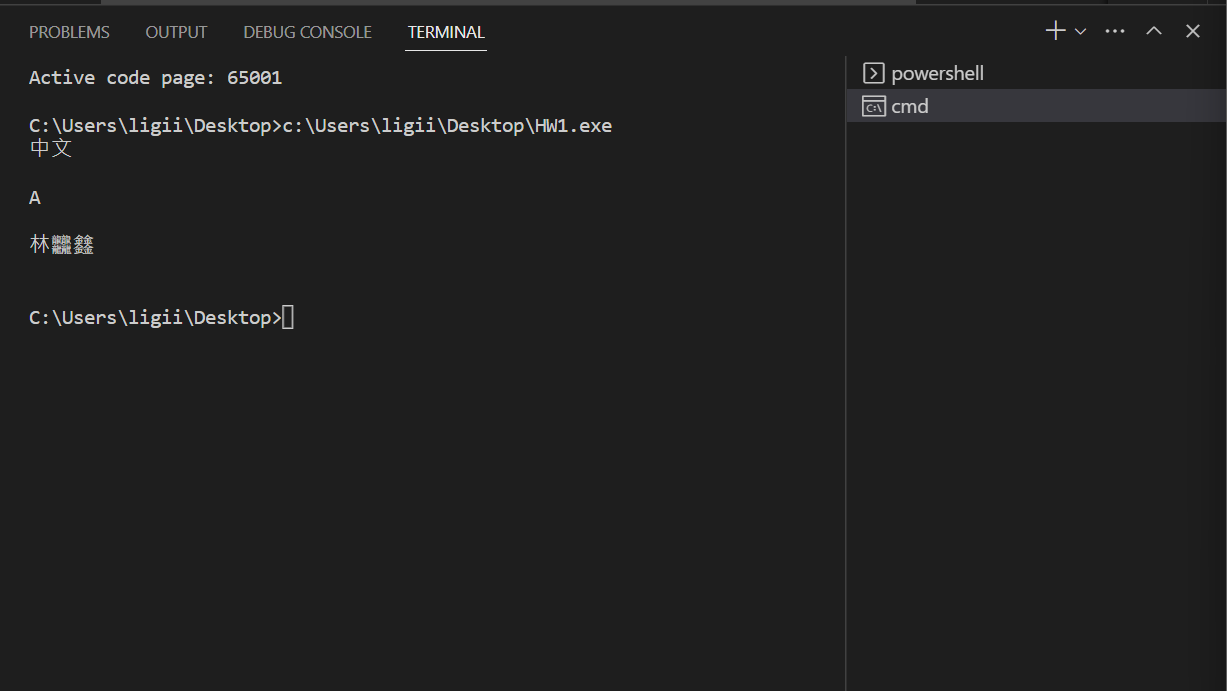 PROBLEMS OUTPUT DEBUG CONSOLE TERMINAL
Active code page: 65001
C:\Users\ligii\Desktop>c:\Users\ligii\Desktop\HW1.exe
中文
A
林龘鑫
C:\Users\ligii\Desktop>
powershell
cmd